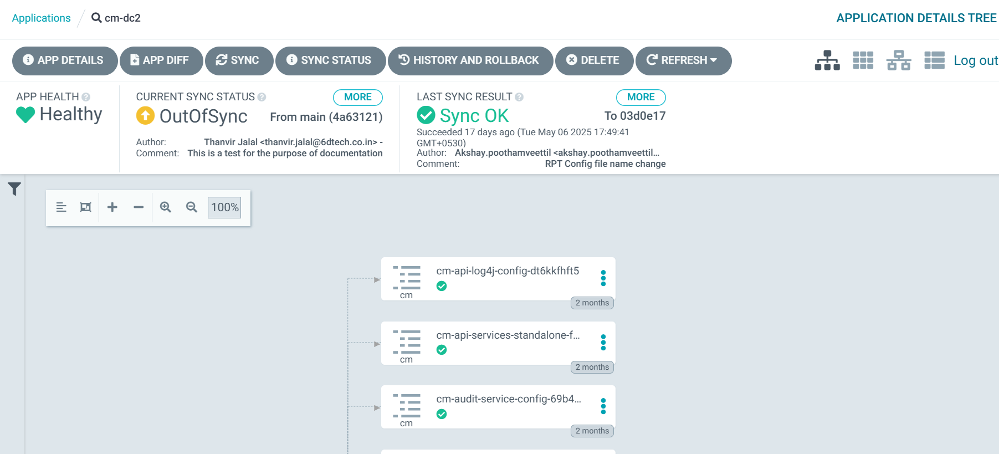 Applications
cm-dc2
APPLICATION DETAILS TREE
APP DETAILS
APP DIFF
SYNC
SYNC STATUS
HISTORY AND ROLLBACK
DELETE
REFRESH
Log out
APP HEALTH
Healthy
CURRENT SYNC STATUS
MORE
OutOfSync
From main (4a63121)
Author: Thanvir Jalal <thanvir.jalal@6dtech.co.in> -
Comment: This is a test for the purpose of documentation
LAST SYNC RESULT
MORE
Sync OK
To 03d0e17
Succeeded 17 days ago (Tue May 06 2025 17:49:41
GMT+0530)
Author: Akshay.poothamveettil <akshay.poothamveettil...
Comment: RPT Config file name change
100%
cm-api-log4j-config-dt6kkfhft5
cm
2 months
cm-api-services-standalone-f...
cm
2 months
cm-audit-service-config-69b4...
cm
2 months